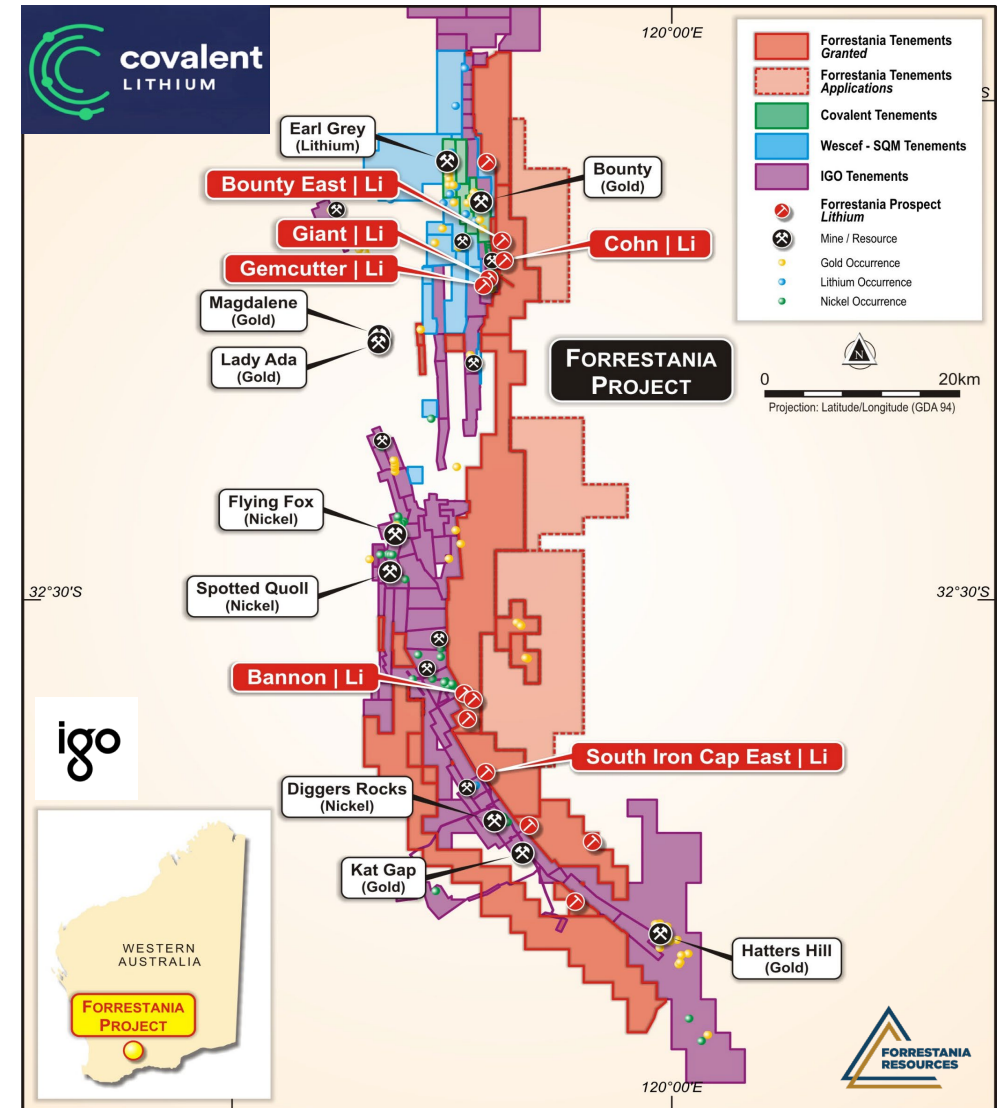 covalent
LITHIUM
120°00'E
Forrestania Tenements
Granted
Forrestania Tenements
Applications
Covalent Tenements
Wescef - SQM Tenements
IGO Tenements
Forrestania Prospect
Lithium
Mine / Resource
Gold Occurrence
Lithium Occurrence
Nickel Occurrence
S
Earl Grey
(Lithium)
Bounty
(Gold)
Bounty East | Li
Giant | Li
Cohn | Li
Gemcutter | Li
Magdalene
(Gold)
Lady Ada
(Gold)
FORRESTANIA
PROJECT
N
0 20km
Projection: Latitude/Longitude (GDA 94)
Flying Fox
(Nickel)
Spotted Quoll
(Nickel)
32°30'S
32°30'S
Bannon | Li
igo
South Iron Cap East | Li
Diggers Rocks
(Nickel)
Kat Gap
(Gold)
Hatters Hill
(Gold)
WESTERN
AUSTRALIA
FORRESTANIA
PROJECT
FORRESTANIA
RESOURCES
120°00'E